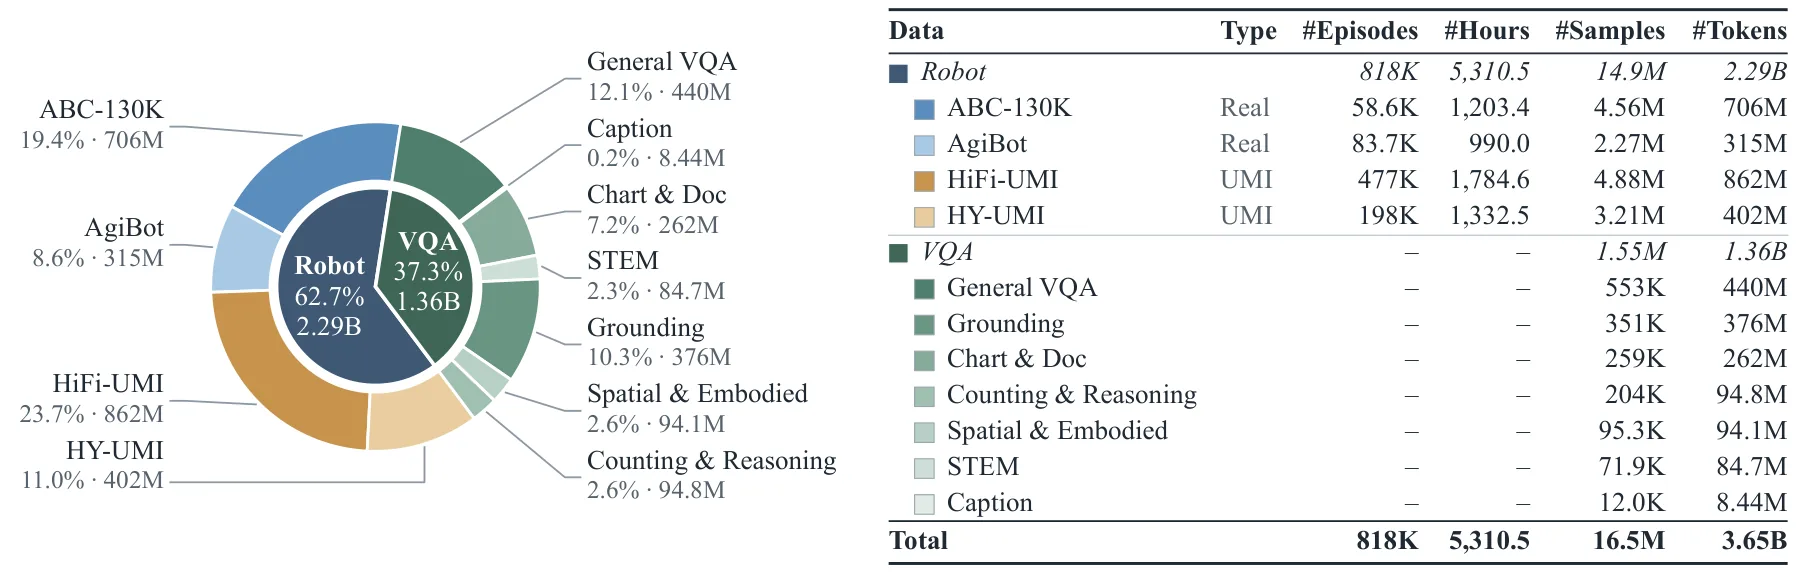 General VQA
12.1% · 440M
Caption
0.2% · 8.44M
Chart & Doc
7.2% · 262M
STEM
2.3% · 84.7M
Grounding
10.3% · 376M
Spatial & Embodied
2.6% · 94.1M
Counting & Reasoning
2.6% · 94.8M
ABC-130K
19.4% · 706M
AgiBot
8.6% · 315M
HiFi-UMI
23.7% · 862M
HY-UMI
11.0% · 402M
Robot
62.7%
2.29B
VQA
37.3%
1.36B
Data Type #Episodes #Hours #Samples #Tokens
Robot 818K 5,310.5 14.9M 2.29B
ABC-130K Real 58.6K 1,203.4 4.56M 706M
AgiBot Real 83.7K 990.0 2.27M 315M
HiFi-UMI UMI 477K 1,784.6 4.88M 862M
HY-UMI UMI 198K 1,332.5 3.21M 402M
VQA – – 1.55M 1.36B
General VQA – – 553K 440M
Grounding – – 351K 376M
Chart & Doc – – 259K 262M
Counting & Reasoning – – 204K 94.8M
Spatial & Embodied – – 95.3K 94.1M
STEM – – 71.9K 84.7M
Caption – – 12.0K 8.44M
Total 818K 5,310.5 16.5M 3.65B